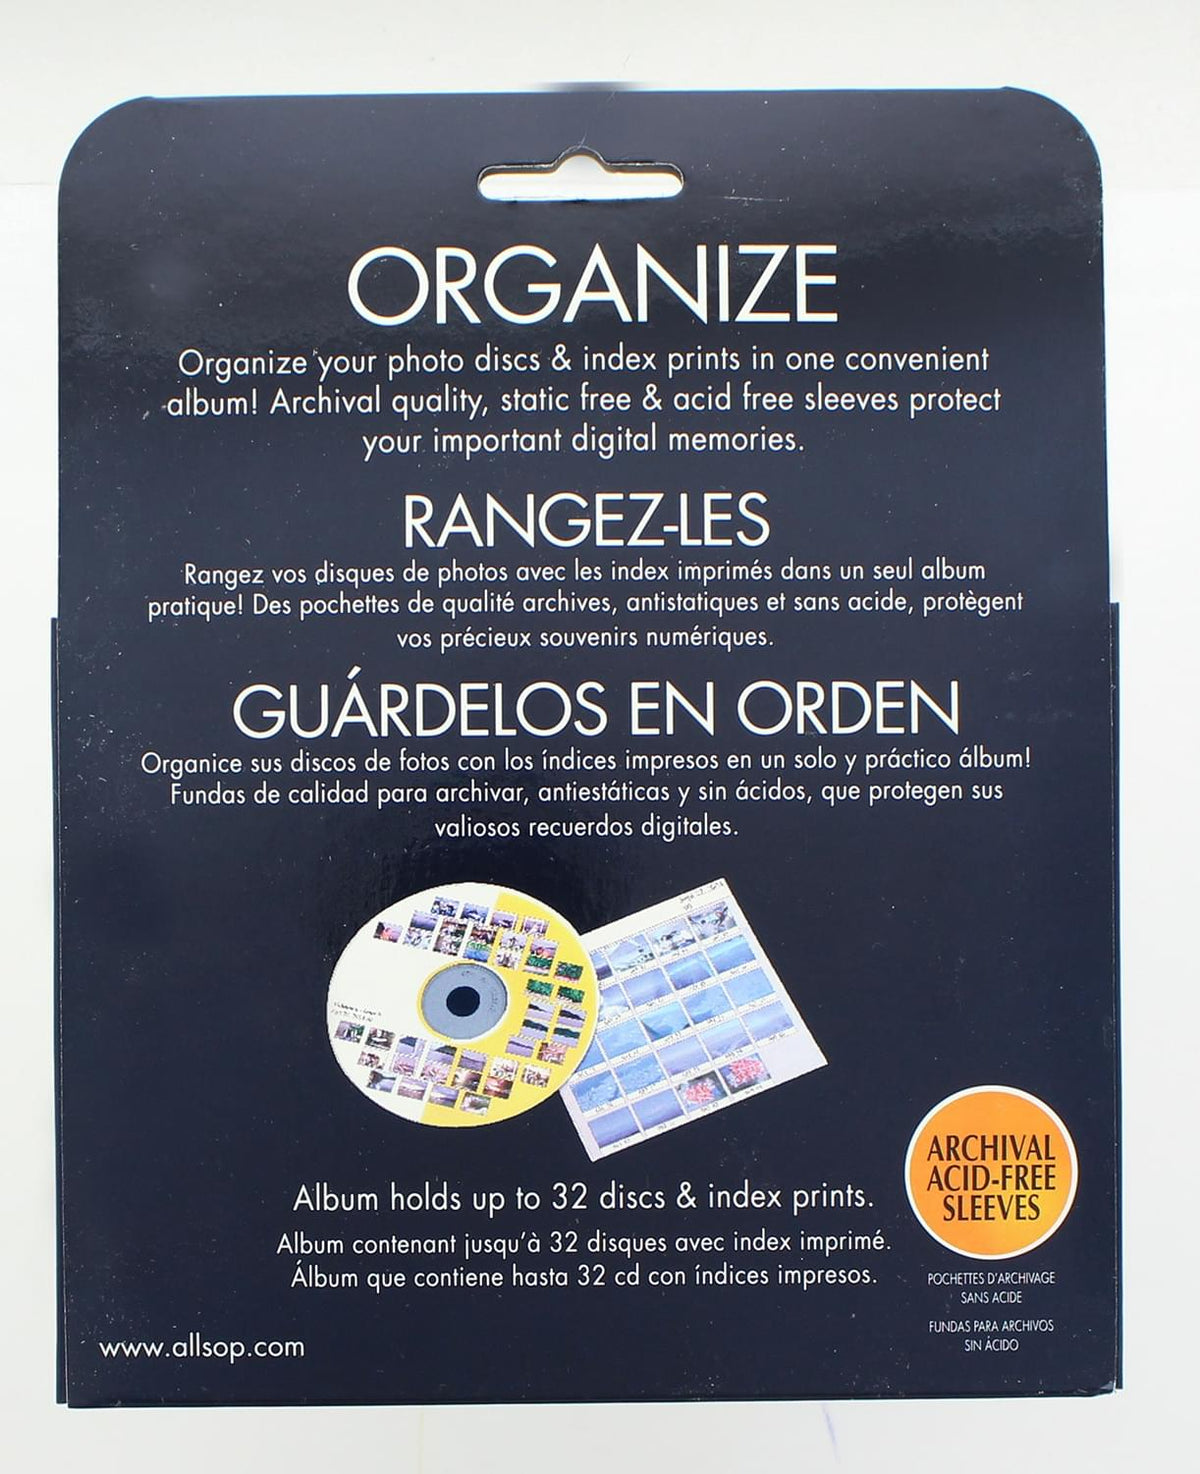 ORGANIZE
Organize your photo discs & index prints in one convenient
album! Archival quality, static free & acid free sleeves protect
your important digital memories.
RANGEZ-LES
Rangez vos disques de photos avec les index imprimés dans un seul album
pratique! Des pochettes de qualité archives, antistatiques et sans acide, protègent
vos précieux souvenirs numériques.
GUÁRDELOS EN ORDEN
Organice sus discos de fotos con los índices impresos en un solo y práctico álbum!
Fundas de calidad para archivar, antiestáticas y sin ácidos, que protegen sus
valiosos recuerdos digitales.
Album holds up to 32 discs & index prints.
Album contenant jusqu'à 32 disques avec index imprimé.
Álbum que contiene hasta 32 cd con índices impresos.
ARCHIVAL
ACID-FREE
SLEEVES
POCHETTES D'ARCHIVAGE
SANS ACIDE
FUNDAS PARA ARCHIVOS
SIN ÁCIDO
www.allsop.com